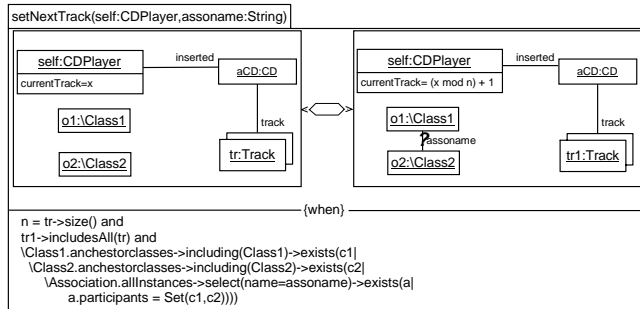 setNextTrack(self:CDPlayer,assoname:String)
self:CDPlayer
currentTrack=x
inserted
aCD:CD
o1:\Class1
o2:\Class2
track
tr:Track
self:CDPlayer
currentTrack= (x mod n) + 1
inserted
aCD:CD
o1:\Class1
?assoname
o2:\Class2
track
tr1:Track
{when}
n = tr->size() and
tr1->includesAll(tr) and
\Class1.anchestorclasses->including(Class1)->exists(c1|
\Class2.anchestorclasses->including(Class2)->exists(c2|
\Association.allInstances->select(name=assoname)->exists(a|
a.participants = Set(c1,c2))))